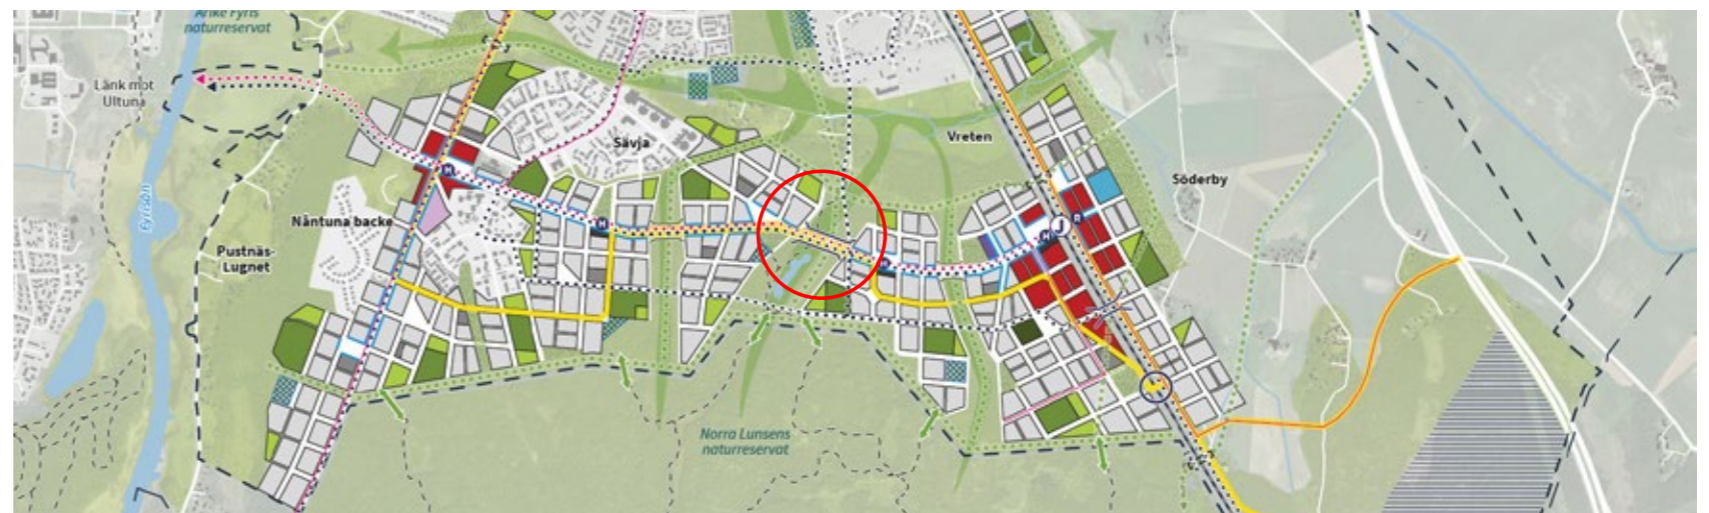 Årike Fyris
naturreservat
Länk mot
Ultuna
Sävja
Vreten
Söderby
Fyrisån
Nåntuna backe
Pustnäs-
Lugnet
H
H
H
H
J
R
Norra Lunsens
naturreservat